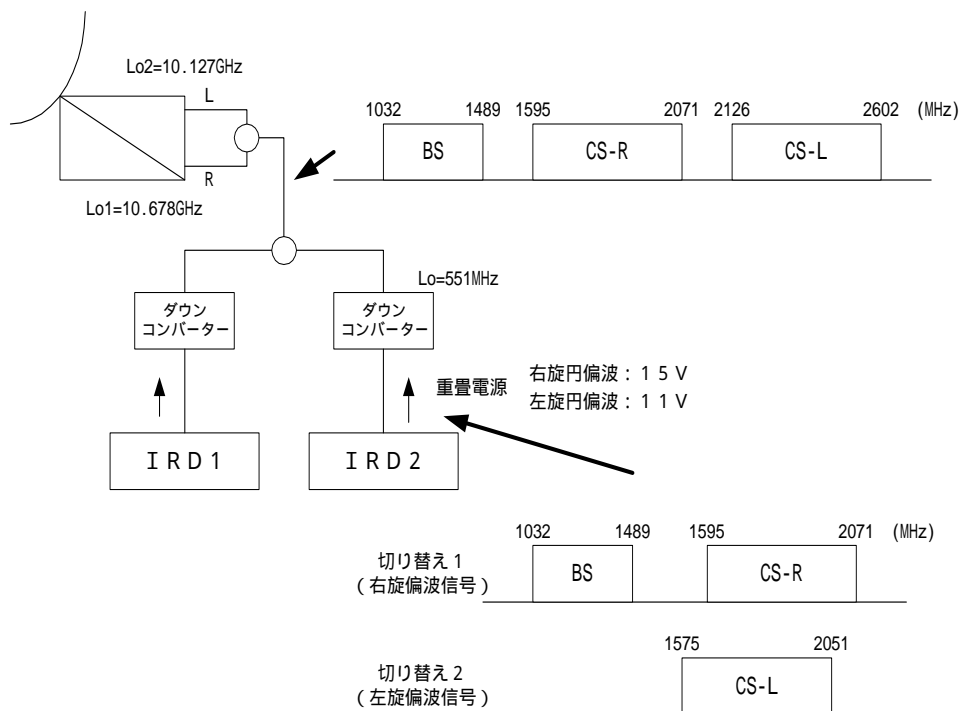 Lo2=10.127GHz
L
R
Lo1=10.678GHz
1032 1489 1595 2071 2126 2602 (MHz)
BS CS-R CS-L
Lo=551MHz
ダウン
コンバーター
ダウン
コンバーター
重畳電源
右旋円偏波：１５Ｖ
左旋円偏波：１１Ｖ
ＩＲＤ１
ＩＲＤ２
1032 1489 1595 2071 (MHz)
切り替え１
（右旋偏波信号）
BS CS-R
1575 2051
切り替え２
（左旋偏波信号）
CS-L